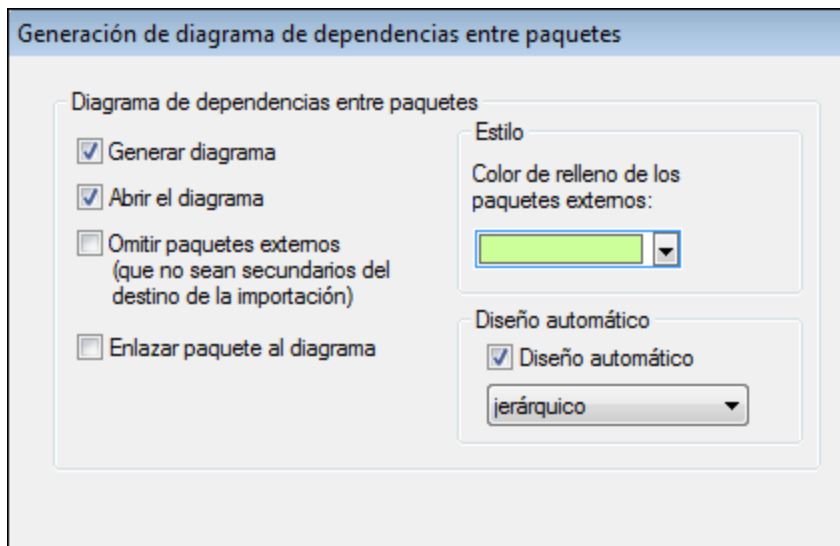 Generación de diagrama de dependencias entre paquetes
Diagrama de dependencias entre paquetes
Generar diagrama
Abrir el diagrama
Omitir paquetes externos
(que no sean secundarios del
destino de la importación)
Enlazar paquete al diagrama
Estilo
Color de relleno de los
paquetes externos:
Diseño automático
Diseño automático
jerárquico